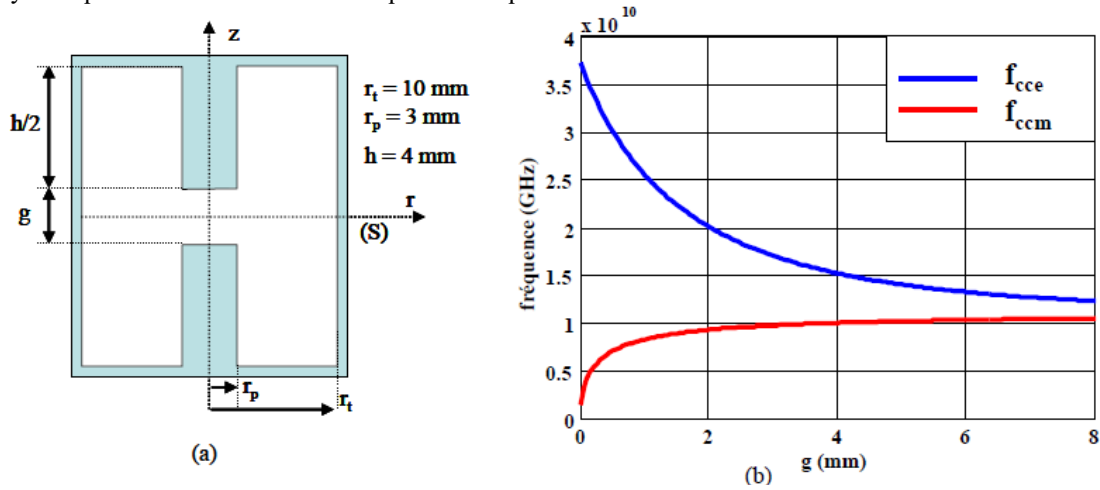 z
r_t = 10 mm
r_p = 3 mm
h = 4 mm
h/2
g
r
(S)
r_p
r_t
(a)
x 10^10
4
3.5
3
2.5
2
1.5
1
0.5
0
fréquence (GHz)
f_cce
f_ccm
0 2 4 6 8
g (mm)
(b)